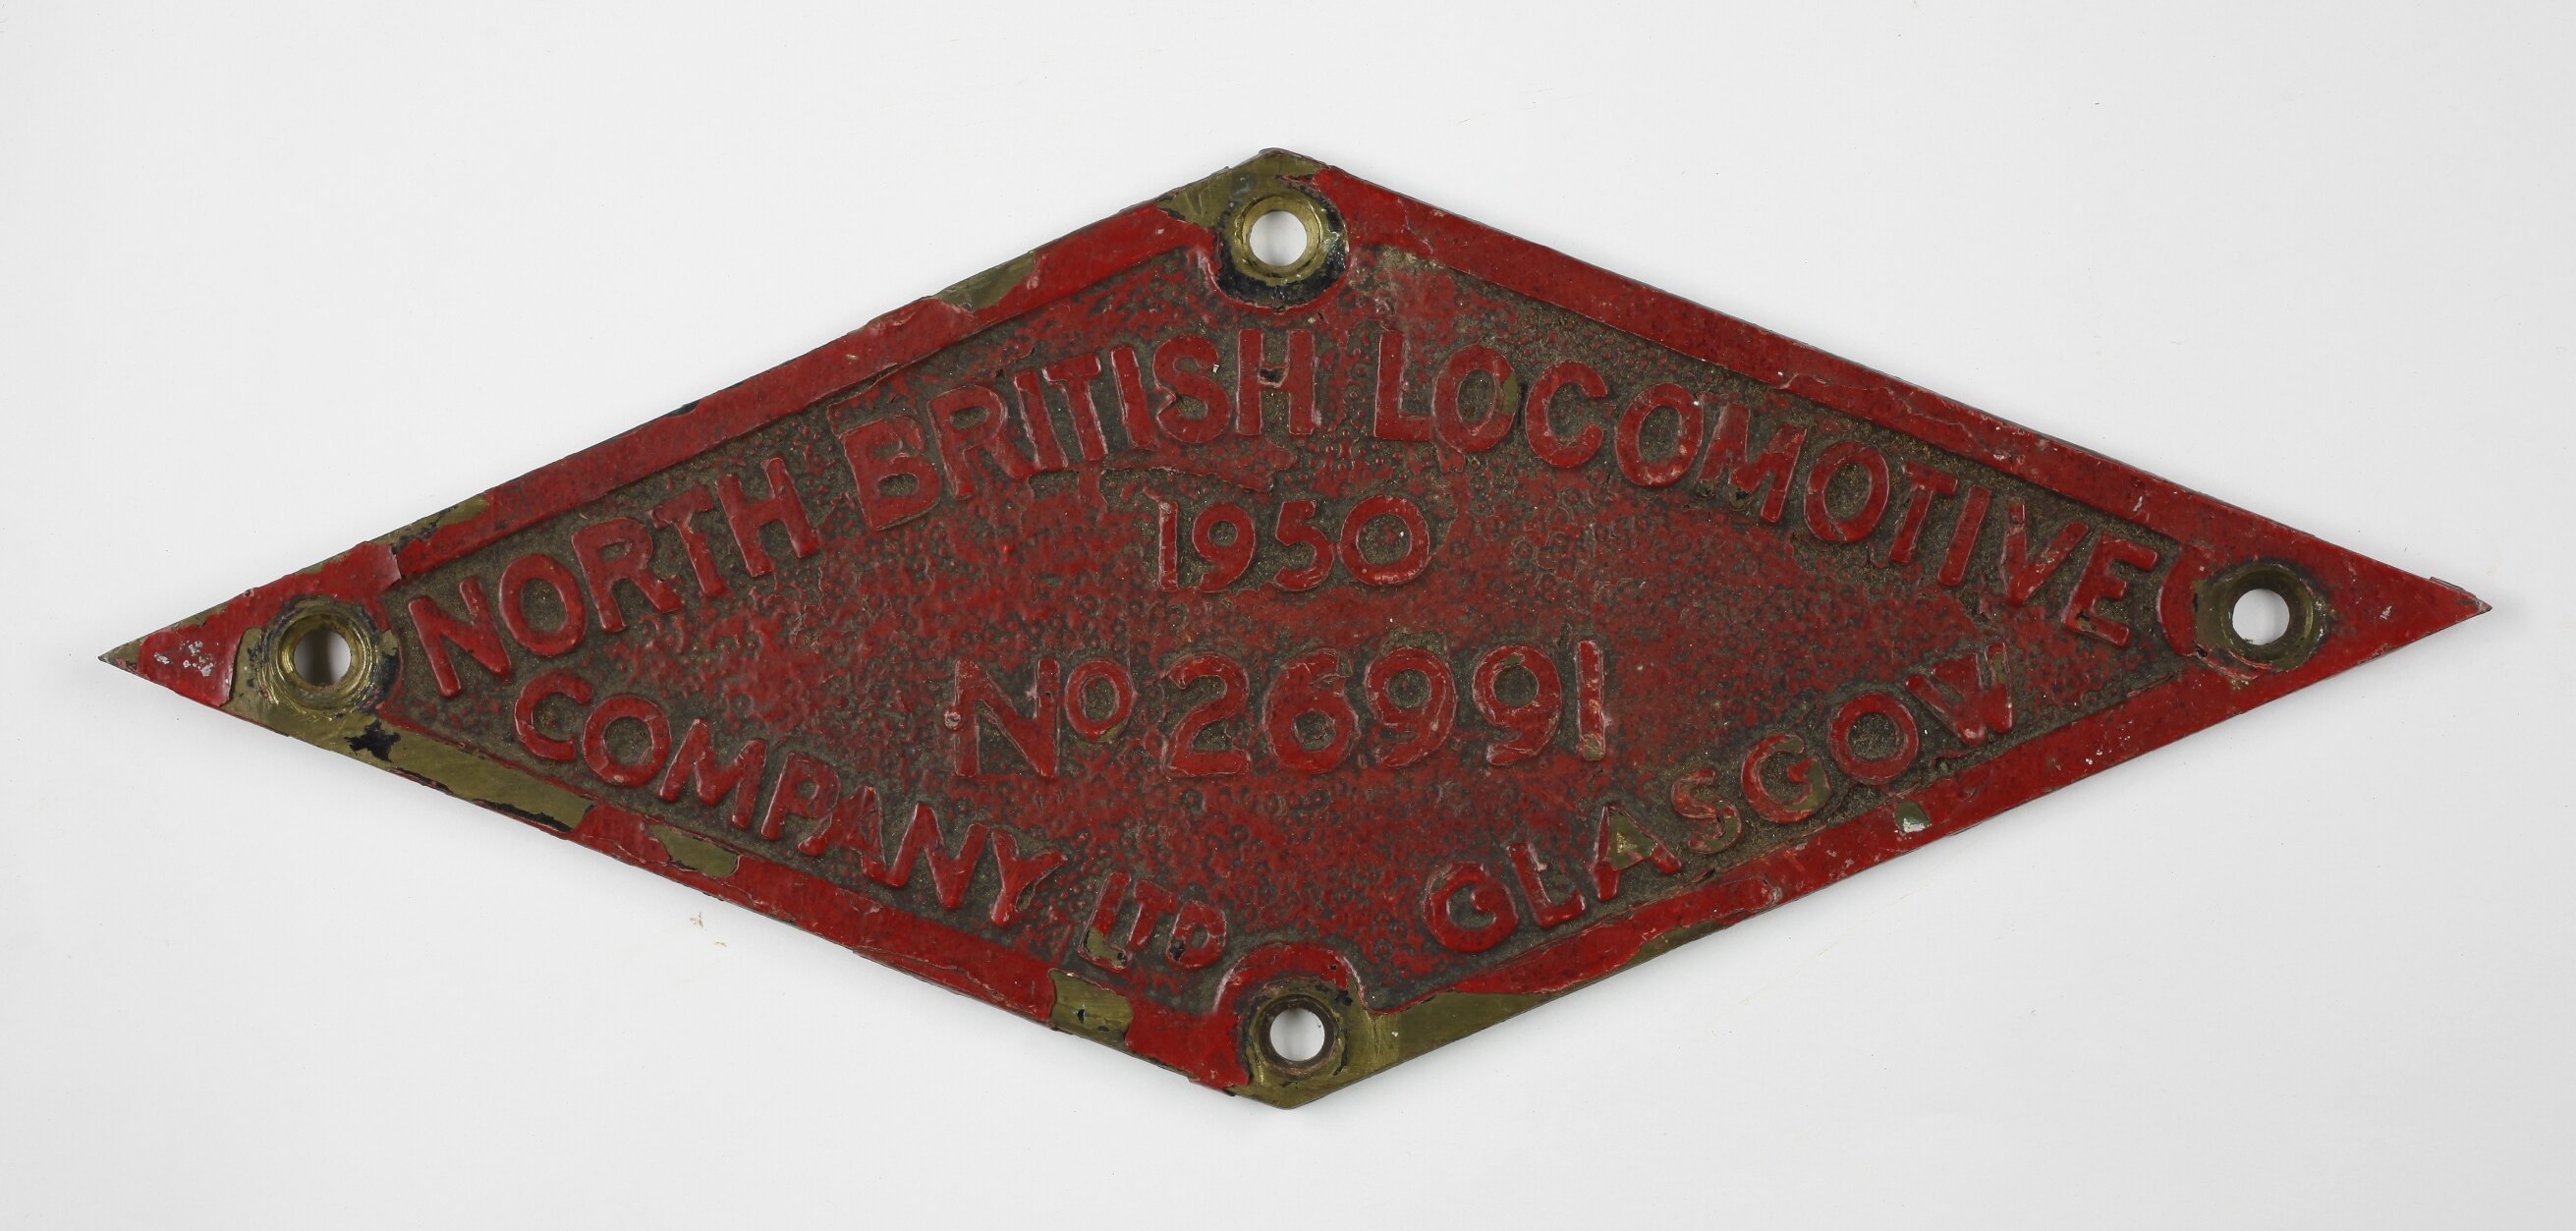 NORTH BRITISH LOCOMOTIVE
1950
No 26991
COMPANY LTD GLASGOW